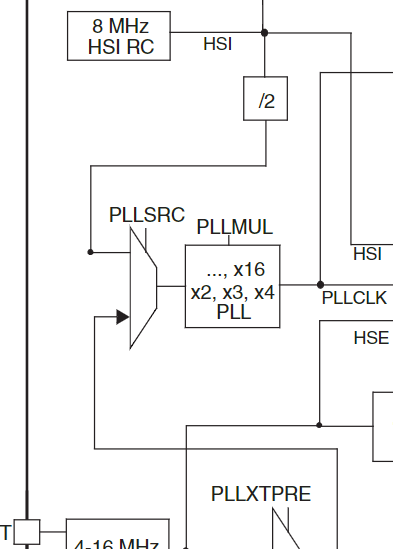 8 MHz
HSI RC
HSI
/2
PLLSRC
PLLMUL
..., x16
x2, x3, x4
PLL
HSI
PLLCLK
HSE
PLLXTPRE
T
4-16 MHz